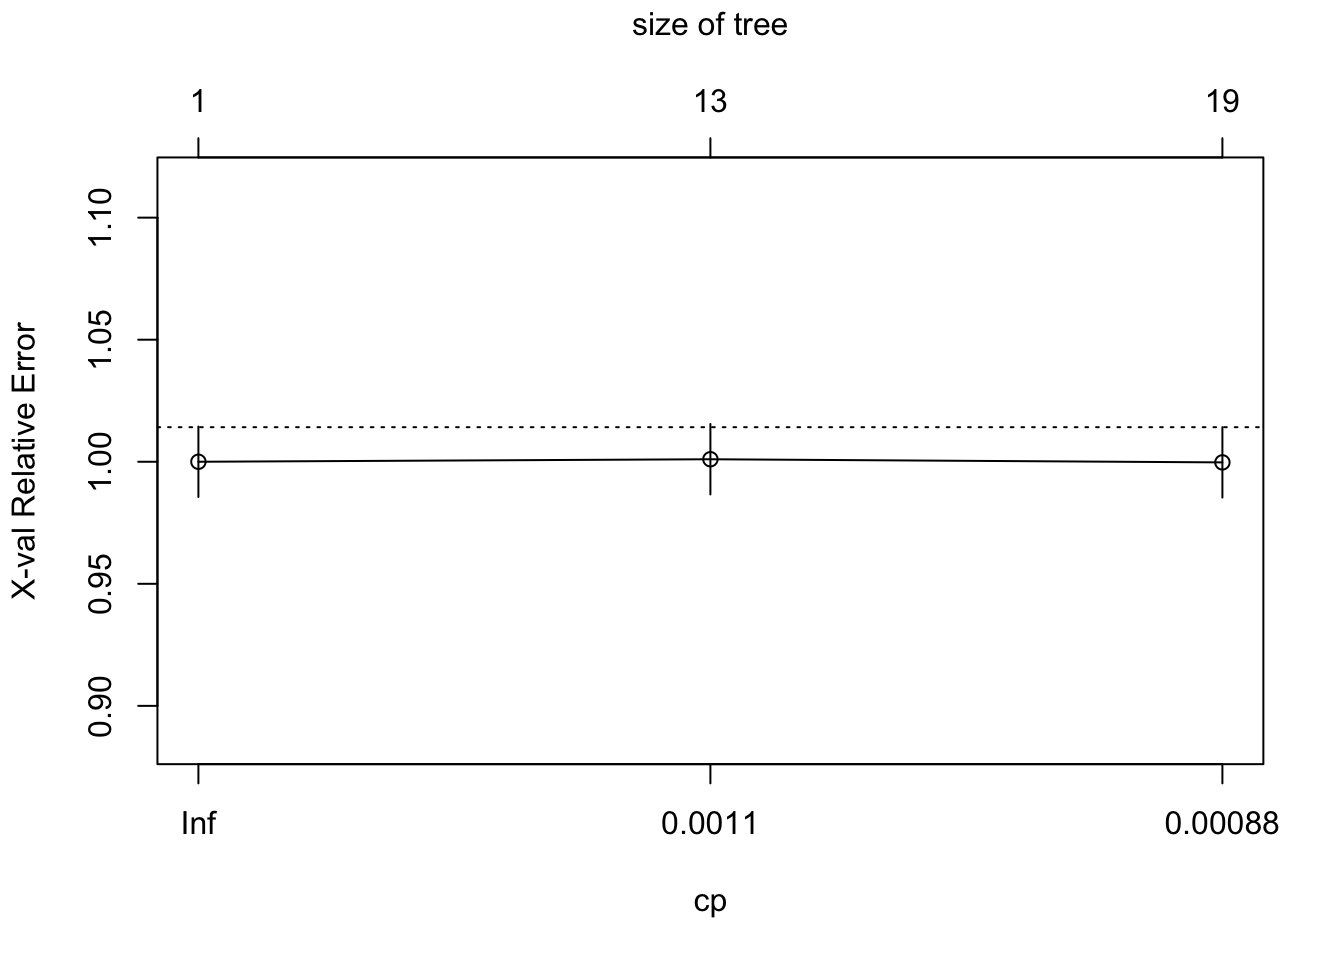 size of tree
1 13 19
X-val Relative Error
1.10
1.05
1.00
0.95
0.90
Inf 0.0011 0.00088
cp